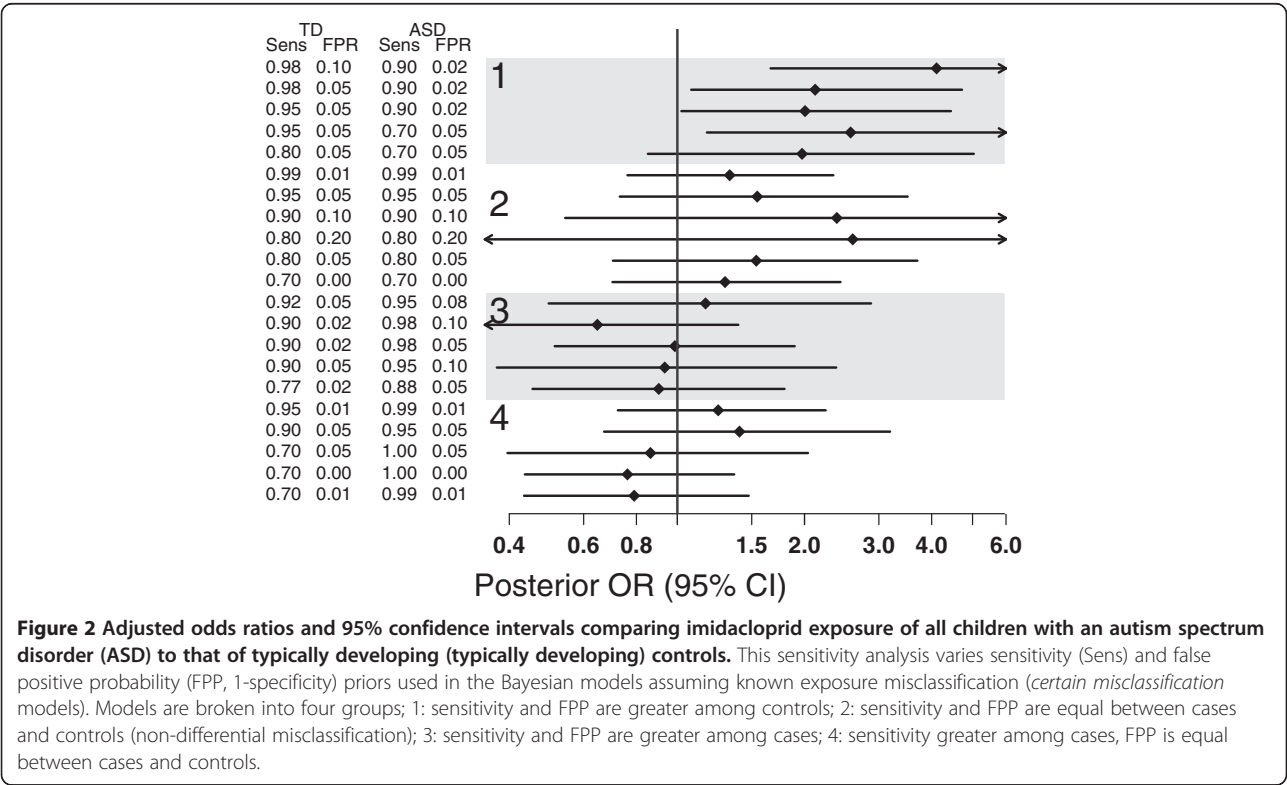 TD ASD
Sens FPR Sens FPR
0.98 0.10 0.90 0.02
0.98 0.05 0.90 0.02
0.95 0.05 0.90 0.02
0.95 0.05 0.70 0.05
0.80 0.05 0.70 0.05
1
0.99 0.01 0.99 0.01
0.95 0.05 0.95 0.05
0.90 0.10 0.90 0.10
0.80 0.20 0.80 0.20
0.80 0.05 0.80 0.05
0.70 0.00 0.70 0.00
2
0.92 0.05 0.95 0.08
0.90 0.02 0.98 0.10
0.90 0.02 0.98 0.05
0.90 0.05 0.95 0.10
0.77 0.02 0.88 0.05
3
0.95 0.01 0.99 0.01
0.90 0.05 0.95 0.05
0.70 0.05 1.00 0.05
0.70 0.00 1.00 0.00
0.70 0.01 0.99 0.01
4
0.4 0.6 0.8 1.5 2.0 3.0 4.0 6.0
Posterior OR (95% CI)
Figure 2 Adjusted odds ratios and 95% confidence intervals comparing imidacloprid exposure of all children with an autism spectrum
disorder (ASD) to that of typically developing (typically developing) controls. This sensitivity analysis varies sensitivity (Sens) and false
positive probability (FPP, 1-specificity) priors used in the Bayesian models assuming known exposure misclassification (certain misclassification
models). Models are broken into four groups; 1: sensitivity and FPP are greater among controls; 2: sensitivity and FPP are equal between cases
and controls (non-differential misclassification); 3: sensitivity and FPP are greater among cases; 4: sensitivity greater among cases, FPP is equal
between cases and controls.